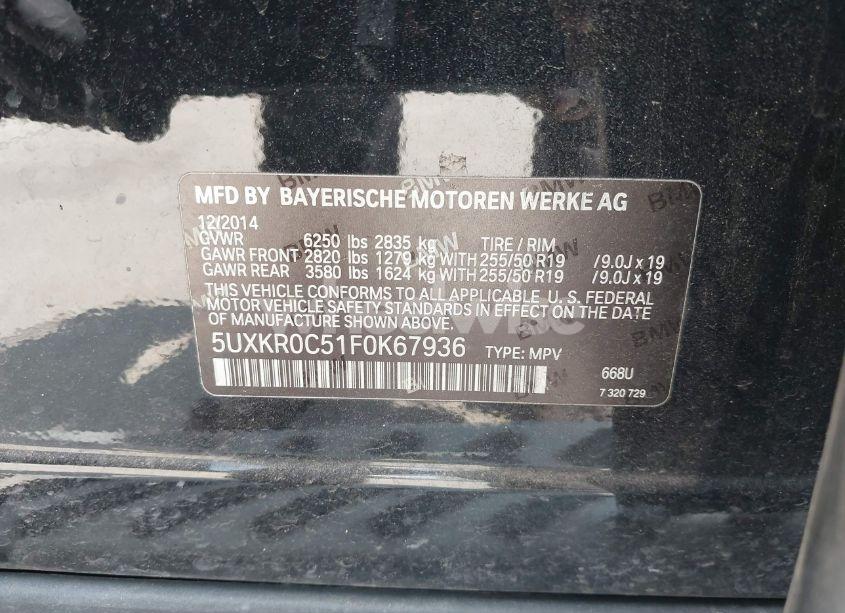 MFD BY BAYERISCHE MOTOREN WERKE AG
12/2014
GVWR 6250 lbs 2835 kg TIRE / RIM
GAWR FRONT 2820 lbs 1279 kg WITH 255/50 R19 /9.0J x 19
GAWR REAR 3580 lbs 1624 kg WITH 255/50 R19 /9.0J x 19
THIS VEHICLE CONFORMS TO ALL APPLICABLE U. S. FEDERAL
MOTOR VEHICLE SAFETY STANDARDS IN EFFECT ON THE DATE
OF MANUFACTURE SHOWN ABOVE.
5UXKR0C51F0K67936 TYPE: MPV
668U
7 320 729